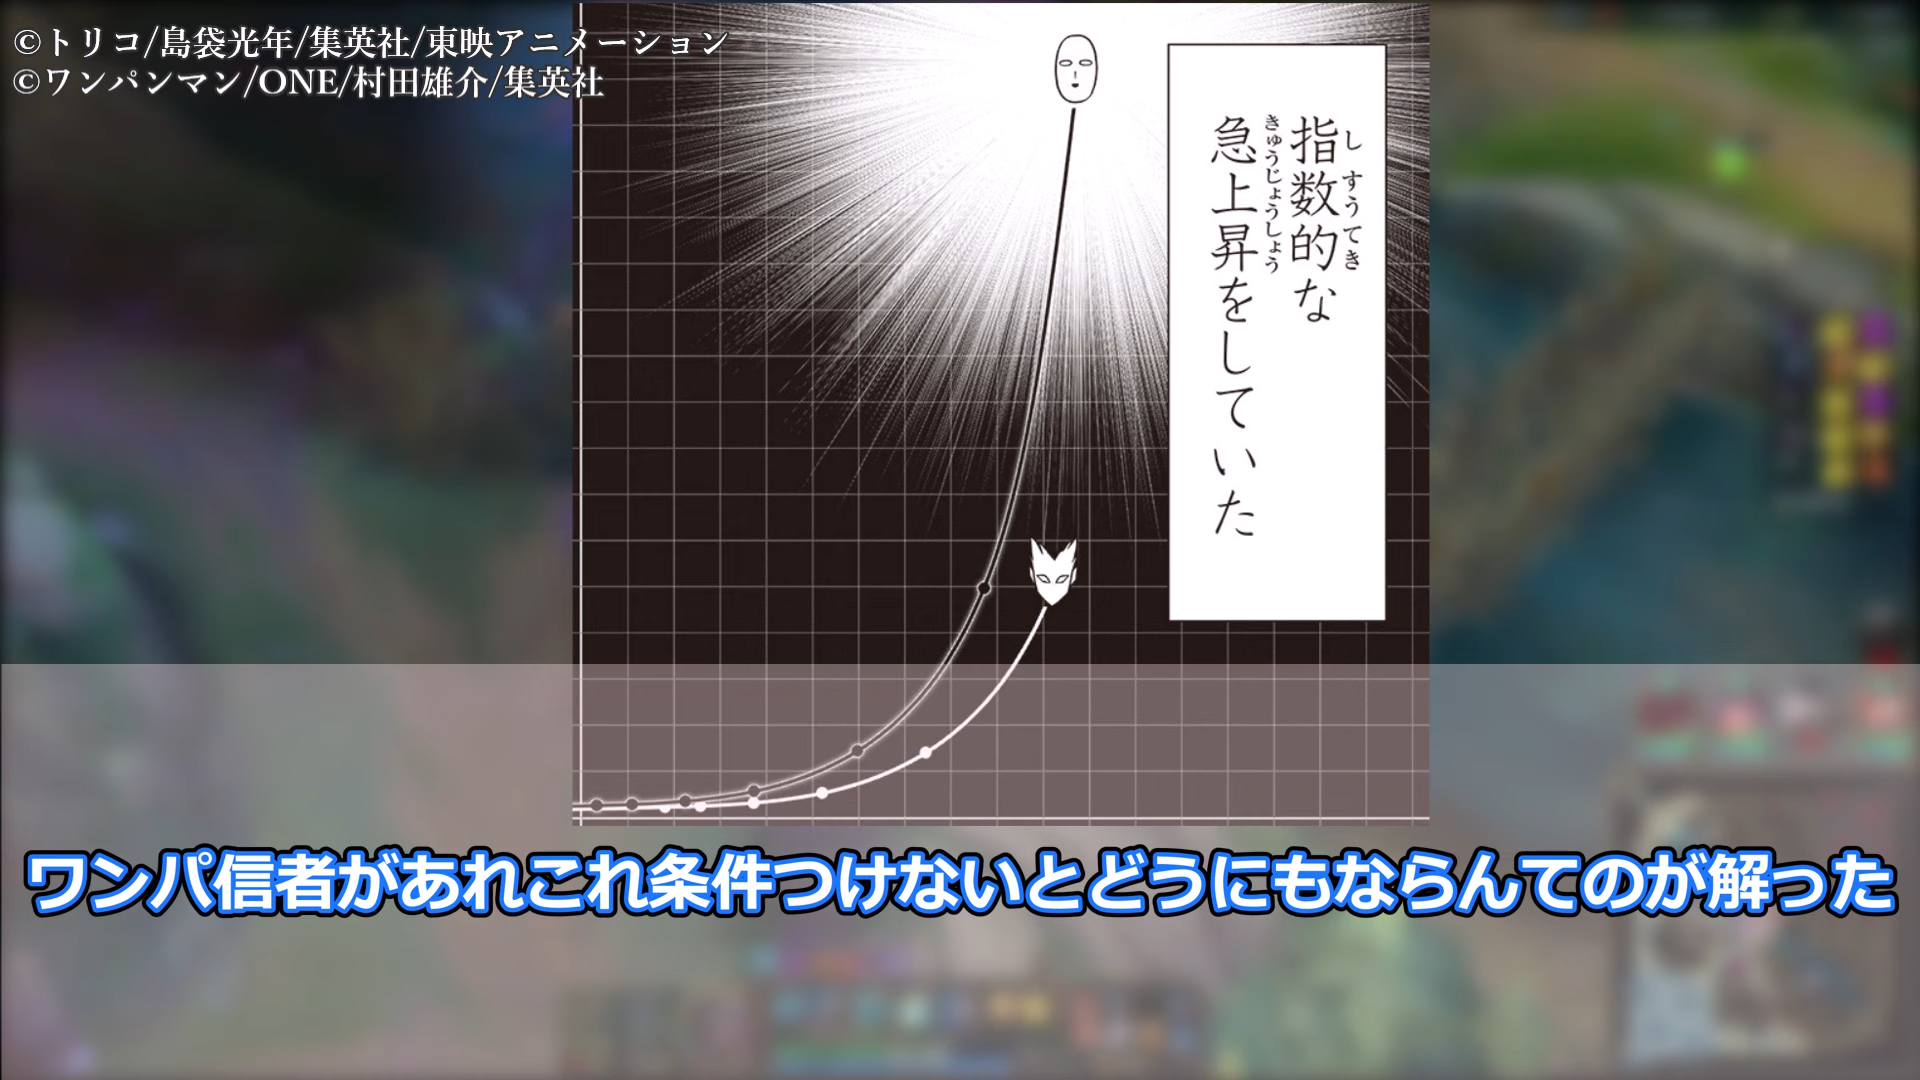 ©トリコ/島袋光年/集英社/東映アニメーション
©ワンパンマン/ONE/村田雄介/集英社
指数的な
しすうてき
急上昇をしていた
きゅうじょうしょう
ワンパ信者があれこれ条件つけないとどうにもならんてのが解った